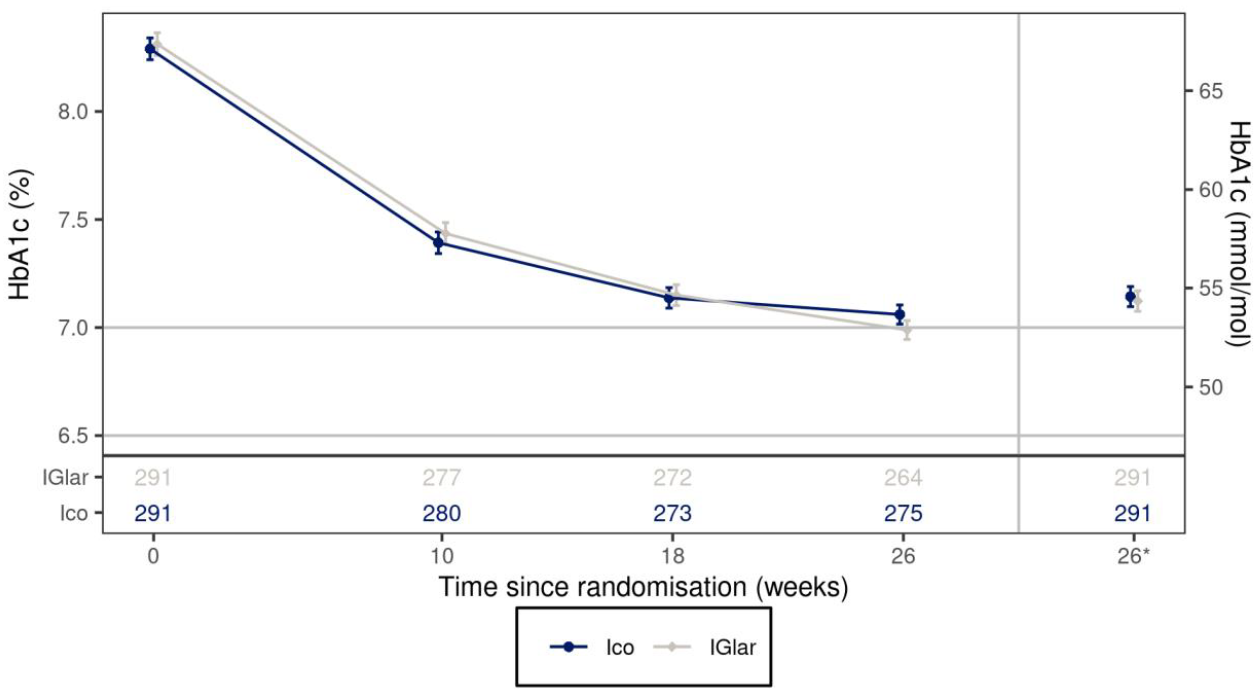 HbA1c (%)
HbA1c (mmol/mol)
8.0
7.5
7.0
6.5
65
60
55
50
IGlar 291 277 272 264 291
Ico 291 280 273 275 291
0 10 18 26 26*
Time since randomisation (weeks)
Ico IGlar